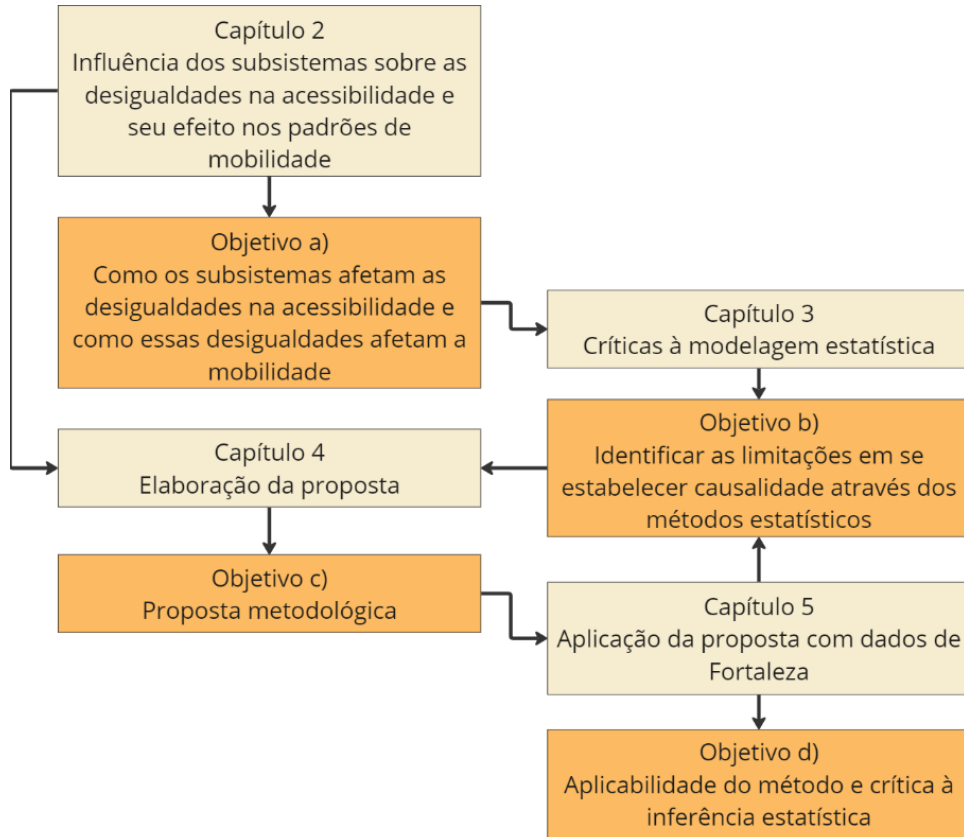 Capítulo 2
Influência dos subsistemas sobre as
desigualdades na acessibilidade e
seu efeito nos padrões de
mobilidade
Objetivo a)
Como os subsistemas afetam as
desigualdades na acessibilidade e
como essas desigualdades afetam a
mobilidade
Capítulo 3
Críticas à modelagem estatística
Objetivo b)
Identificar as limitações em se
estabelecer causalidade através dos
métodos estatísticos
Capítulo 4
Elaboração da proposta
Objetivo c)
Proposta metodológica
Capítulo 5
Aplicação da proposta com dados de
Fortaleza
Objetivo d)
Aplicabilidade do método e crítica à
inferência estatística